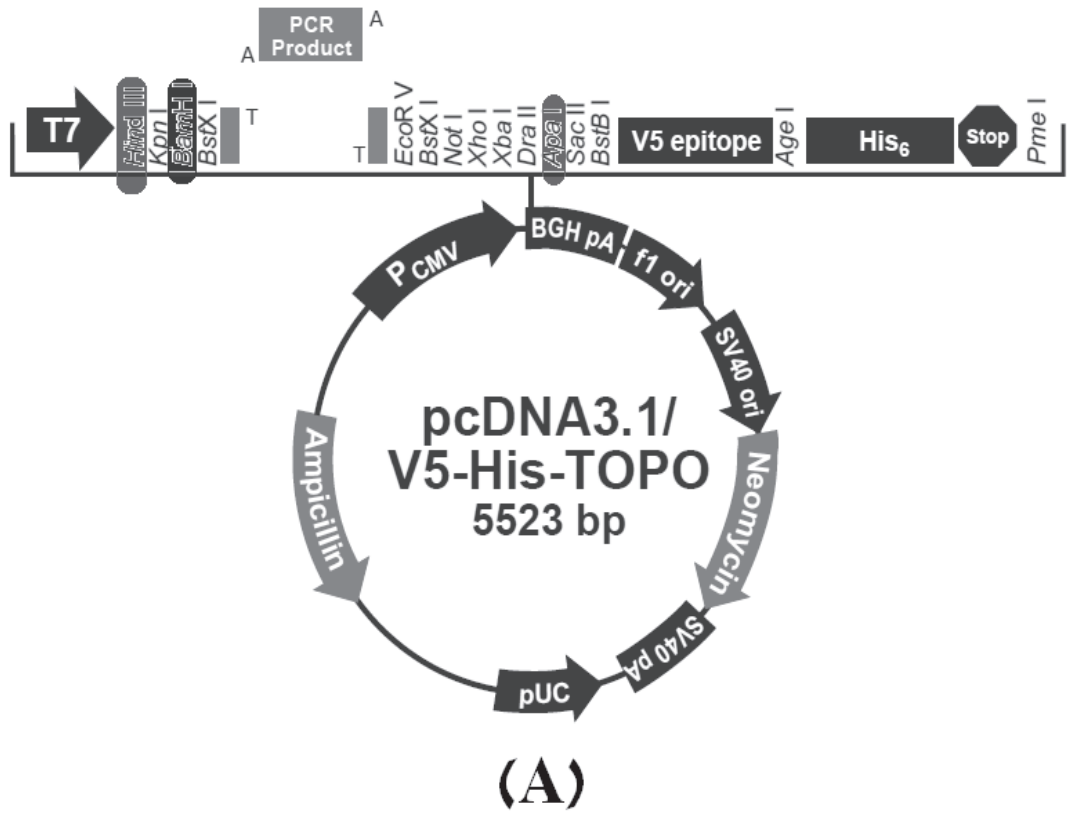 PCR
Product
A
A
T7
Hind III
Kpn I
BamH I
BstX I
T
T
EcoR V
BstX I
Not I
Xho I
Xba I
Dra II
Apa I
Sac II
BstB I
V5 epitope
Age I
His6
Stop
Pme I
PCMV
BGH pA
f1 ori
SV40 ori
Neomycin
SV40 pA
pUC
Ampicillin
pcDNA3.1/
V5-His-TOPO
5523 bp
(A)